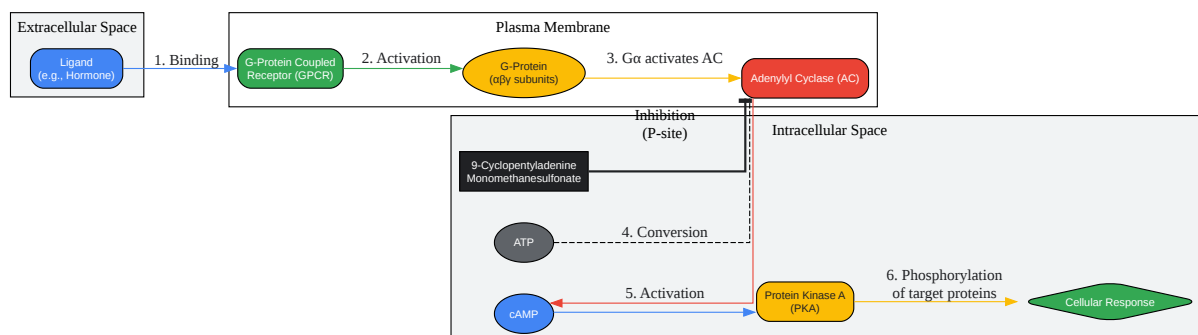 Extracellular Space
Plasma Membrane
Ligand
(e.g., Hormone)
1. Binding
G-Protein Coupled
Receptor (GPCR)
2. Activation
G-Protein
(αβγ subunits)
3. Gα activates AC
Adenylyl Cyclase (AC)
Inhibition
(P-site)
Intracellular Space
9-Cyclopentyladenine
Monomethanesulfonate
ATP
4. Conversion
cAMP
5. Activation
Protein Kinase A
(PKA)
6. Phosphorylation
of target proteins
Cellular Response